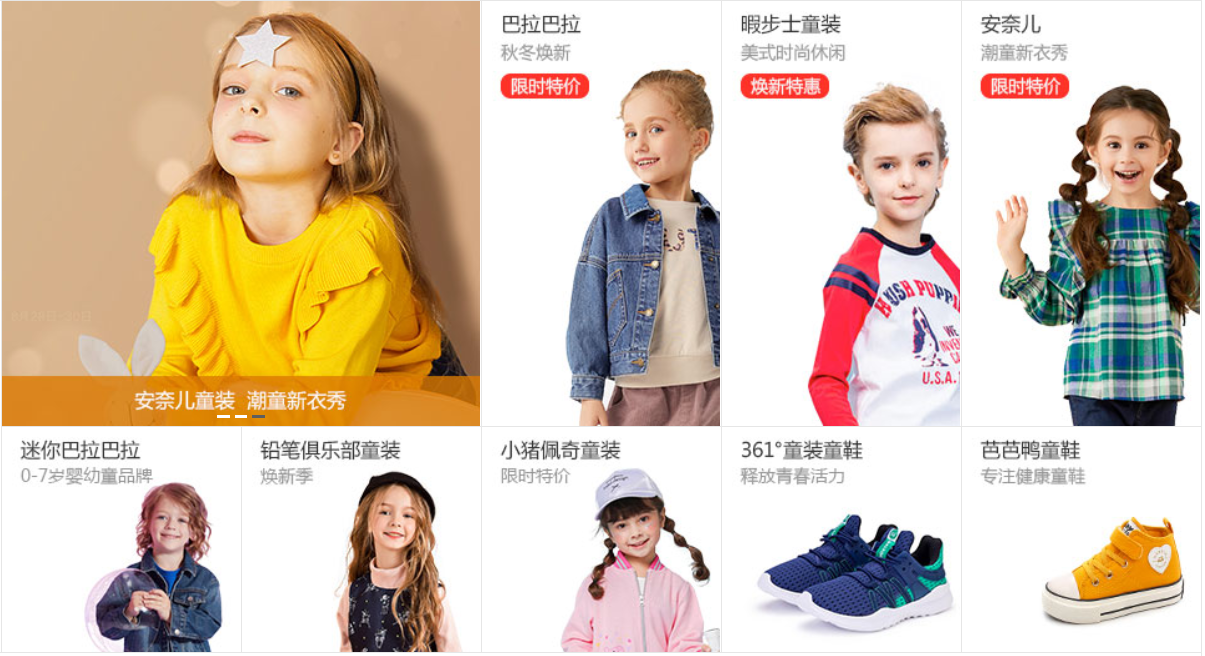 巴拉巴拉
秋冬焕新
限时特价
暇步士童装
美式时尚休闲
焕新特惠
HUSH PUPP
WE
INVEN
CA
U.S.A.
安奈儿
潮童新衣秀
限时特价
安奈儿童装 潮童新衣秀
迷你巴拉巴拉
0-7岁婴幼童品牌
铅笔俱乐部童装
焕新季
小猪佩奇童装
限时特价
361°童装童鞋
释放青春活力
芭芭鸭童鞋
专注健康童鞋